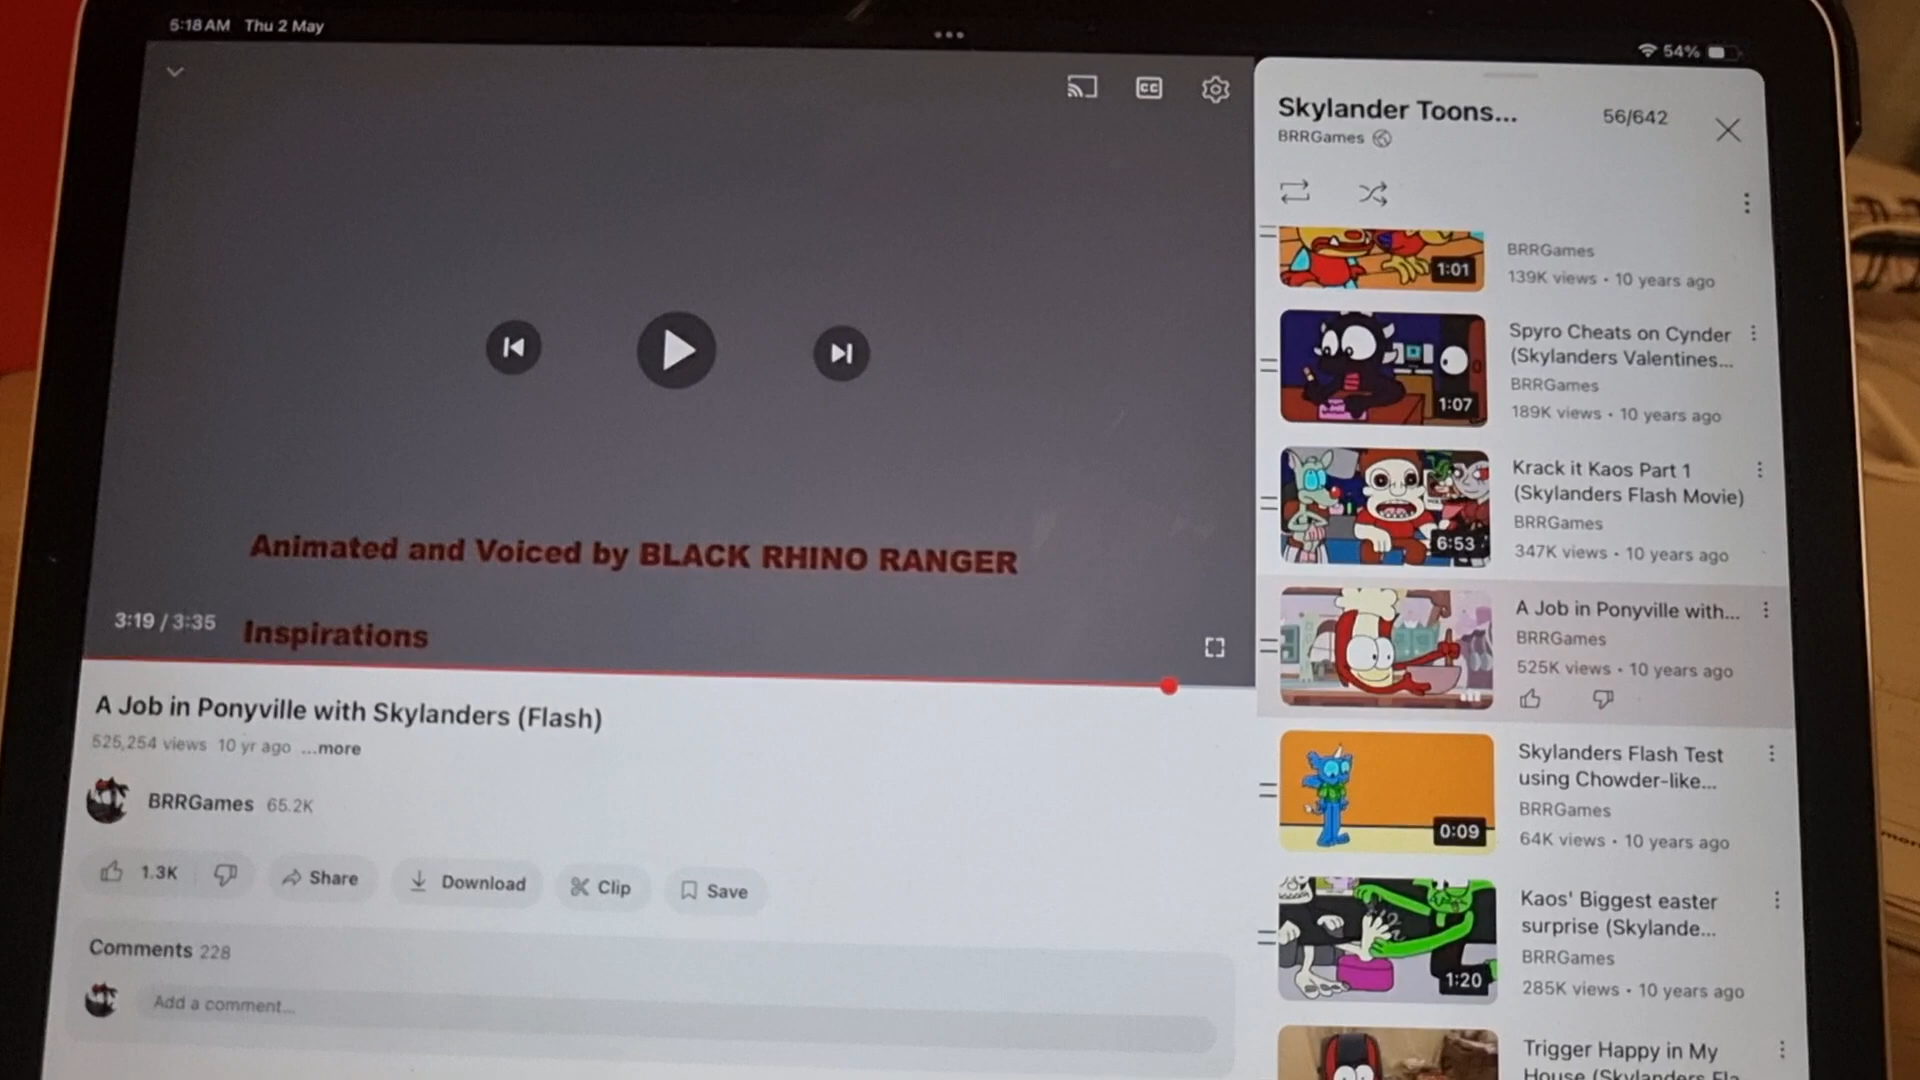 5:18 AM Thu 2 May
54%
CC
Animated and Voiced by BLACK RHINO RANGER
3:19 / 3:35
Inspirations
A Job in Ponyville with Skylanders (Flash)
525,254 views 10 yr ago ...more
BRRGames 65.2K
1.3K
Share
Download
Clip
Save
Comments 228
Add a comment...
Skylander Toons... 56/642
BRRGames
1:01
BRRGames
139K views • 10 years ago
1:07
Spyro Cheats on Cynder
(Skylanders Valentines...
BRRGames
189K views • 10 years ago
6:53
Krack it Kaos Part 1
(Skylanders Flash Movie)
BRRGames
347K views • 10 years ago
A Job in Ponyville with...
BRRGames
525K views • 10 years ago
0:09
Skylanders Flash Test
using Chowder-like...
BRRGames
64K views • 10 years ago
1:20
Kaos' Biggest easter
surprise (Skylande...
BRRGames
285K views • 10 years ago
Trigger Happy in My
House (Skylanders Fla